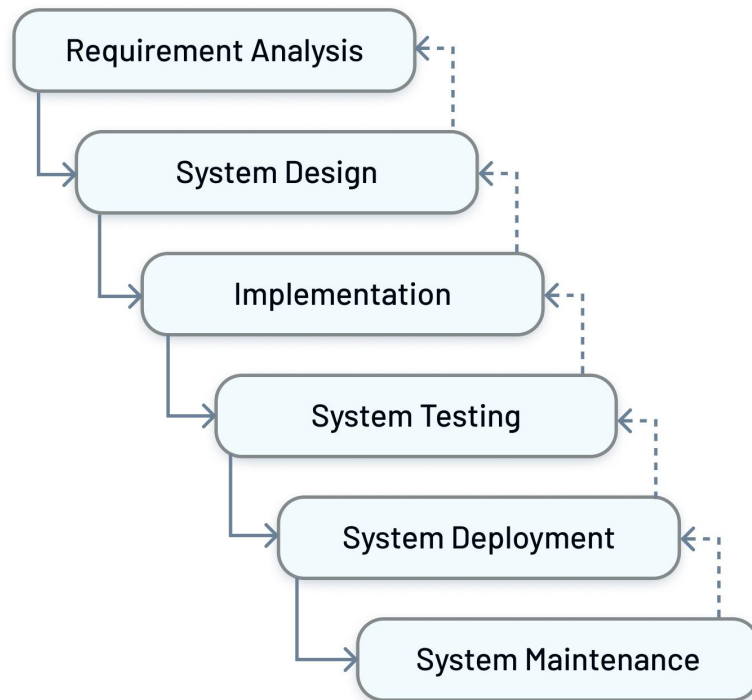 Requirement Analysis
System Design
Implementation
System Testing
System Deployment
System Maintenance